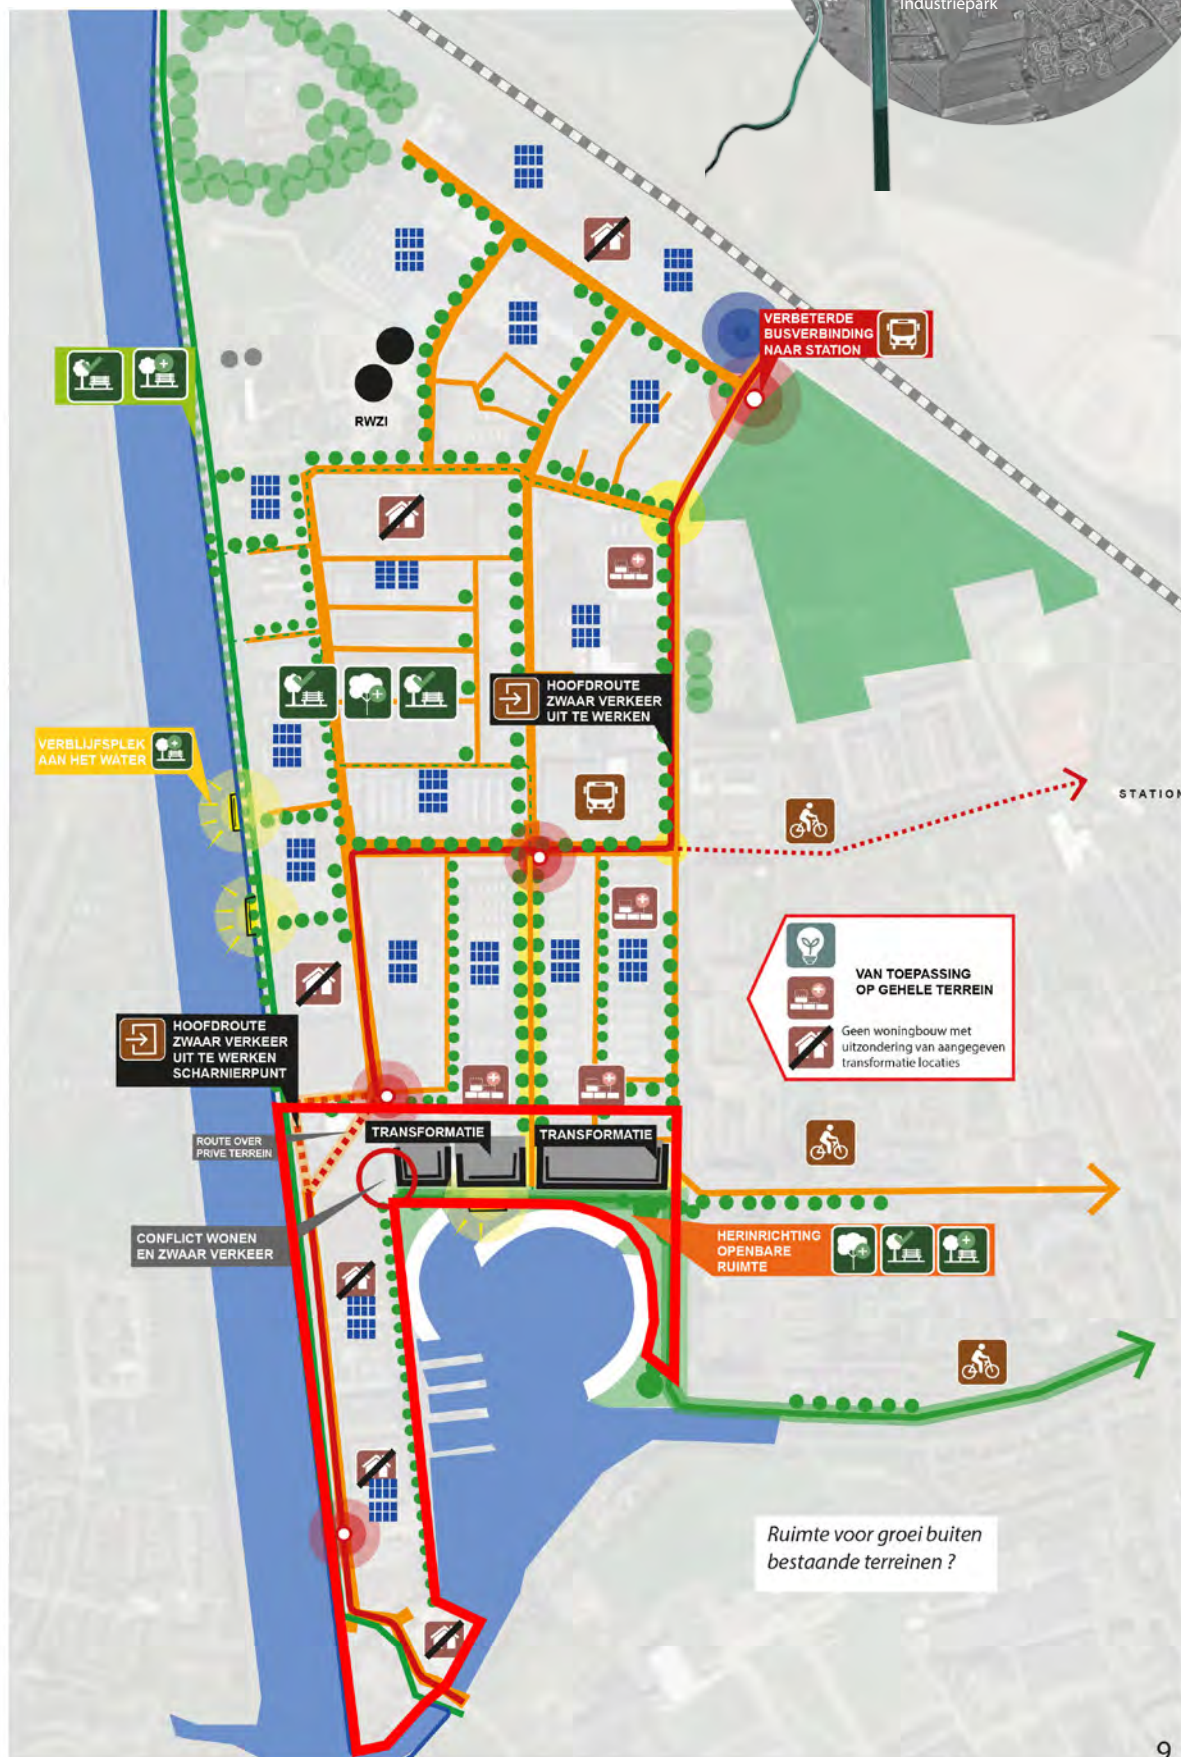 Industriepark
VERBETERDE
BUSVERBINDING
NAAR STATION
RWZI
HOOFDROUTE
ZWAAR VERKEER
UIT TE WERKEN
VERBLIJFSPLEK
AAN HET WATER
STATION
VAN TOEPASSING
OP GEHELE TERREIN
Geen woningbouw met
uitzondering van aangegeven
transformatie locaties
HOOFDROUTE
ZWAAR VERKEER
UIT TE WERKEN
SCHARNIERPUNT
ROUTE OVER
PRIVE TERREIN
TRANSFORMATIE
TRANSFORMATIE
CONFLICT WONEN
EN ZWAAR VERKEER
HERINRICHTING
OPENBARE
RUIMTE
Ruimte voor groei buiten
bestaande terreinen ?
9